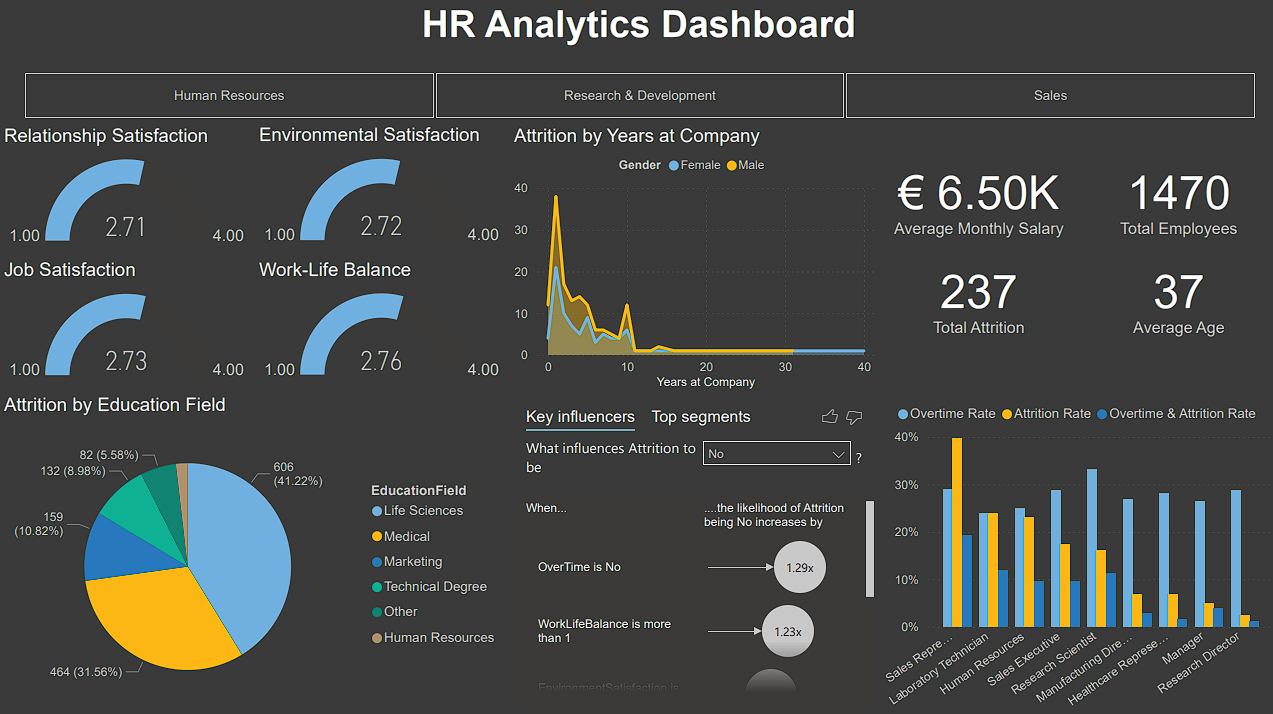 HR Analytics Dashboard
Human Resources
Research & Development
Sales
Relationship Satisfaction
1.00
2.71
4.00
Environmental Satisfaction
1.00
2.72
4.00
Job Satisfaction
1.00
2.73
4.00
Work-Life Balance
1.00
2.76
4.00
Attrition by Years at Company
Gender Female Male
40
30
20
10
0
0 10 20 30 40
Years at Company
€ 6.50K
Average Monthly Salary
1470
Total Employees
237
Total Attrition
37
Average Age
Attrition by Education Field
82 (5.58%)
132 (8.98%)
159
(10.82%)
464 (31.56%)
606
(41.22%)
EducationField
Life Sciences
Medical
Marketing
Technical Degree
Other
Human Resources
Key influencers Top segments
What influences Attrition to
be
No
?
When...
....the likelihood of Attrition
being No increases by
OverTime is No
1.29x
WorkLifeBalance is more
than 1
1.23x
EnvironmentSatisfaction is
Overtime Rate Attrition Rate Overtime & Attrition Rate
40%
30%
20%
10%
0%
Sales Repre...
Laboratory Technician
Human Resources
Sales Executive
Research Scientist
Manufacturing Dire...
Healthcare Represe...
Manager
Research Director